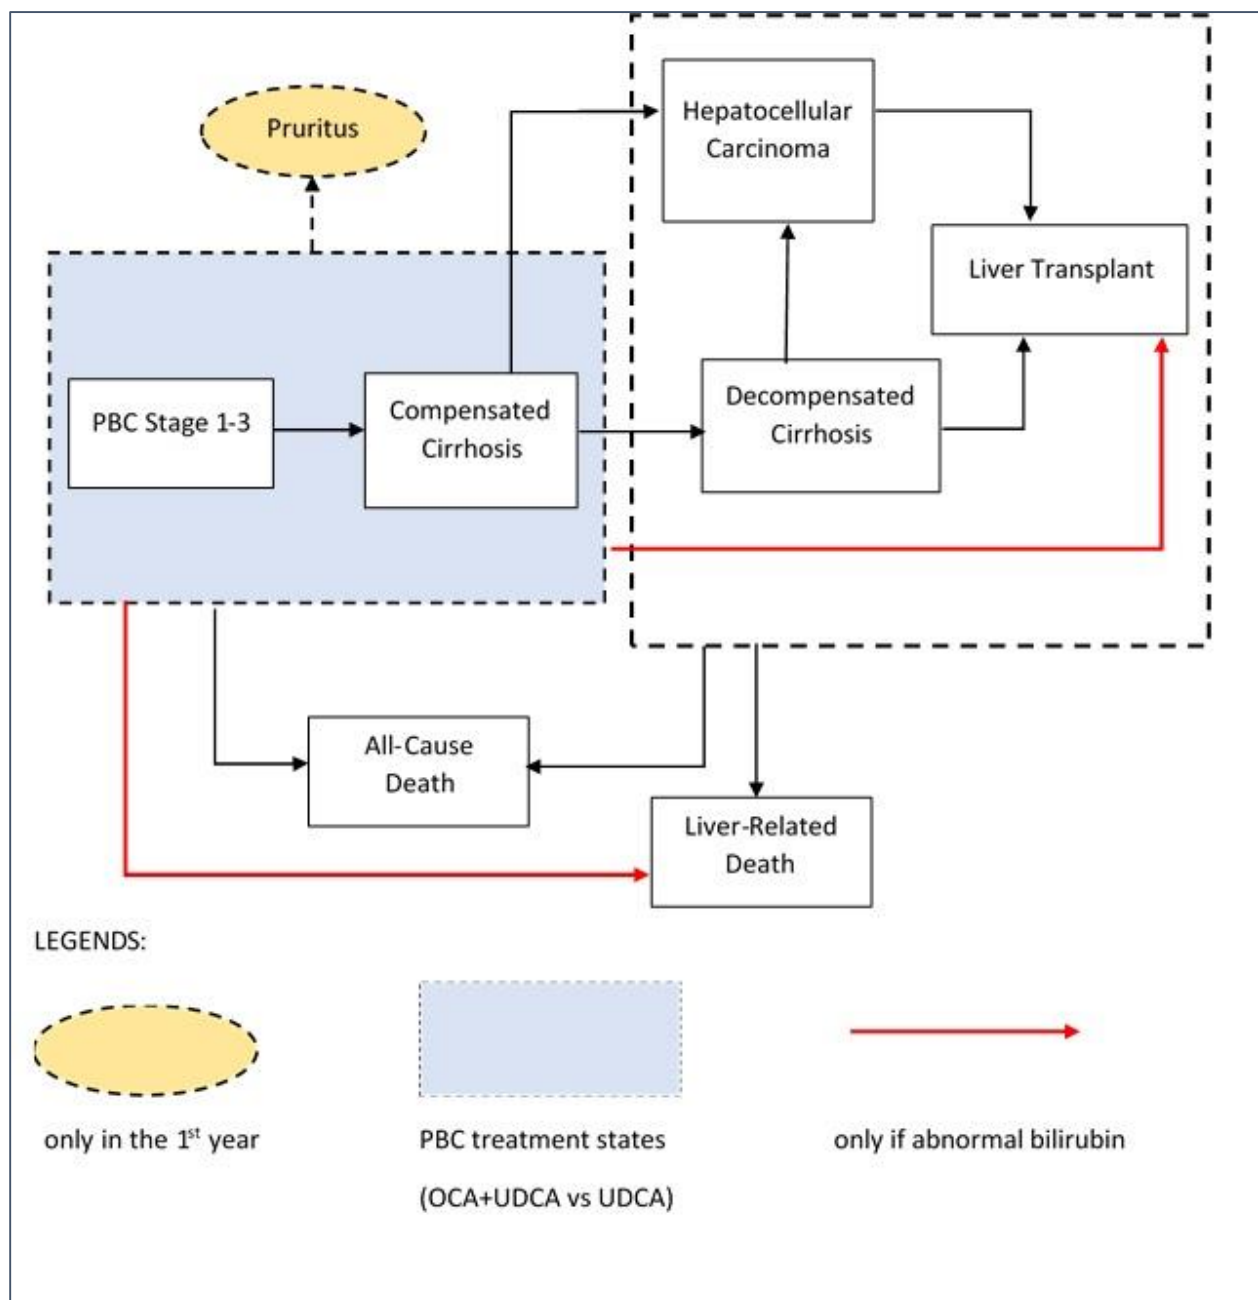 Pruritus
Hepatocellular
Carcinoma
Liver Transplant
PBC Stage 1-3
Compensated
Cirrhosis
Decompensated
Cirrhosis
All-Cause
Death
Liver-Related
Death
LEGENDS:
only in the 1st year
PBC treatment states
(OCA+UDCA vs UDCA)
only if abnormal bilirubin